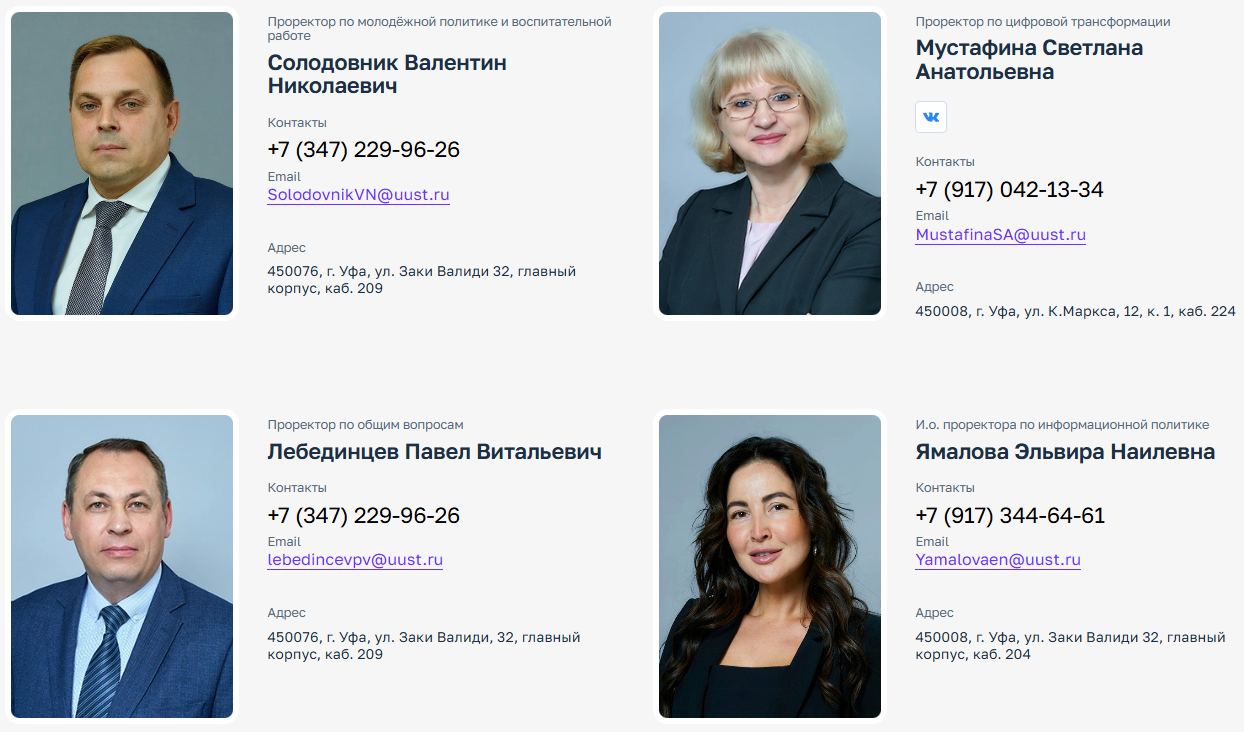 Проректор по молодёжной политике и воспитательной
работе
Солодовник Валентин
Николаевич
Контакты
+7 (347) 229-96-26
Email
SolodovnikVN@uust.ru
Адрес
450076, г. Уфа, ул. Заки Валиди 32, главный
корпус, каб. 209
Проректор по цифровой трансформации
Мустафина Светлана
Анатольевна
Контакты
+7 (917) 042-13-34
Email
MustafinaSA@uust.ru
Адрес
450008, г. Уфа, ул. К.Маркса, 12, к. 1, каб. 224
Проректор по общим вопросам
Лебединцев Павел Витальевич
Контакты
+7 (347) 229-96-26
Email
lebedincevpv@uust.ru
Адрес
450076, г. Уфа, ул. Заки Валиди, 32, главный
корпус, каб. 209
И.о. проректора по информационной политике
Ямалова Эльвира Наилевна
Контакты
+7 (917) 344-64-61
Email
Yamalovaen@uust.ru
Адрес
450008, г. Уфа, ул. Заки Валиди 32, главный
корпус, каб. 204